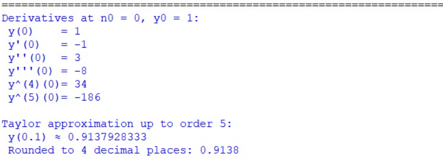 ================================================================
Derivatives at n0 = 0, y0 = 1:
y(0) = 1
y'(0) = -1
y''(0) = 3
y'''(0) = -8
y^(4)(0)= 34
y^(5)(0)= -186
Taylor approximation up to order 5:
y(0.1) ≈ 0.9137928333
Rounded to 4 decimal places: 0.9138